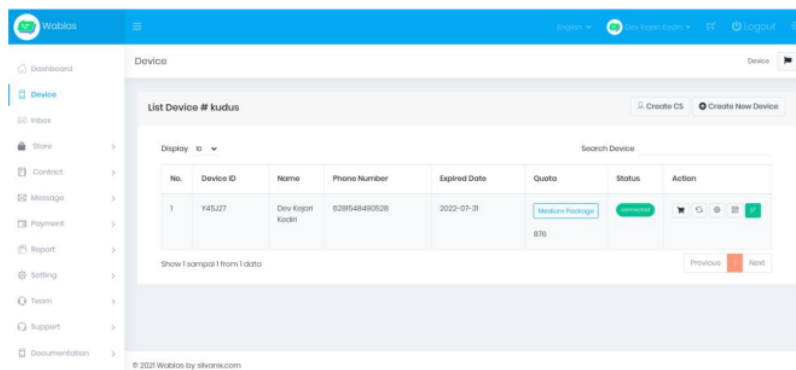 Wablas
English
Dev Kejari Kediri
Logout
Dashboard
Device
Inbox
Store
Contact
Message
Payment
Report
Setting
Team
Support
Documentation
Device
Device
List Device # kudus
Create CS
Create New Device
Display 10
Search Device
No. Device ID Name Phone Number Expired Date Quota Status Action
1 Y45J27 Dev Kejari Kediri 6281548490528 2022-07-31 Medium Package 876 connected
Show 1 sampai 1 from 1 data
Previous 1 Next
© 2021 Wablas by silvanix.com